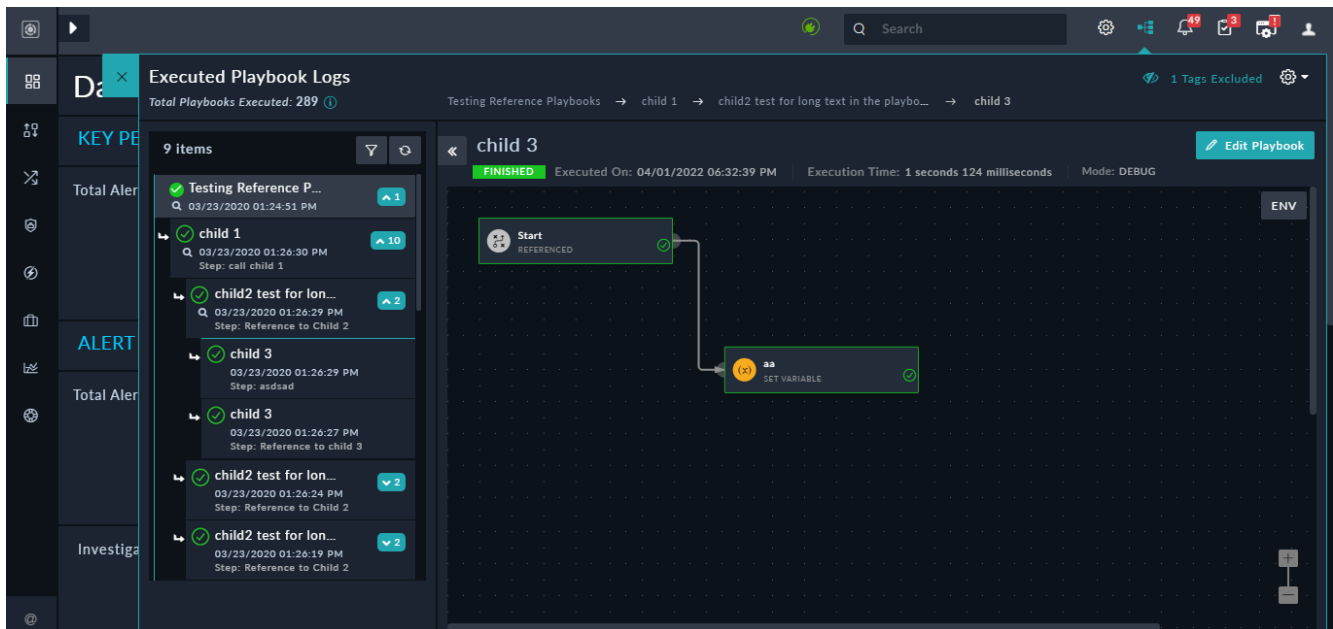 Search
49
3
!
Da
Executed Playbook Logs
Total Playbooks Executed: 289
1 Tags Excluded
Testing Reference Playbooks → child 1 → child2 test for long text in the playbo... → child 3
KEY PE
Total Aler
ALERT
Total Aler
Investiga
@
9 items
Testing Reference P...
03/23/2020 01:24:51 PM
1
child 1
03/23/2020 01:26:30 PM
Step: call child 1
10
child2 test for lon...
03/23/2020 01:26:29 PM
Step: Reference to Child 2
2
child 3
03/23/2020 01:26:29 PM
Step: asdsad
child 3
03/23/2020 01:26:27 PM
Step: Reference to child 3
child2 test for lon...
03/23/2020 01:26:24 PM
Step: Reference to Child 2
2
child2 test for lon...
03/23/2020 01:26:19 PM
Step: Reference to Child 2
2
child 3
Edit Playbook
FINISHED Executed On: 04/01/2022 06:32:39 PM Execution Time: 1 seconds 124 milliseconds Mode: DEBUG
ENV
Start
REFERENCED
(x) aa
SET VARIABLE